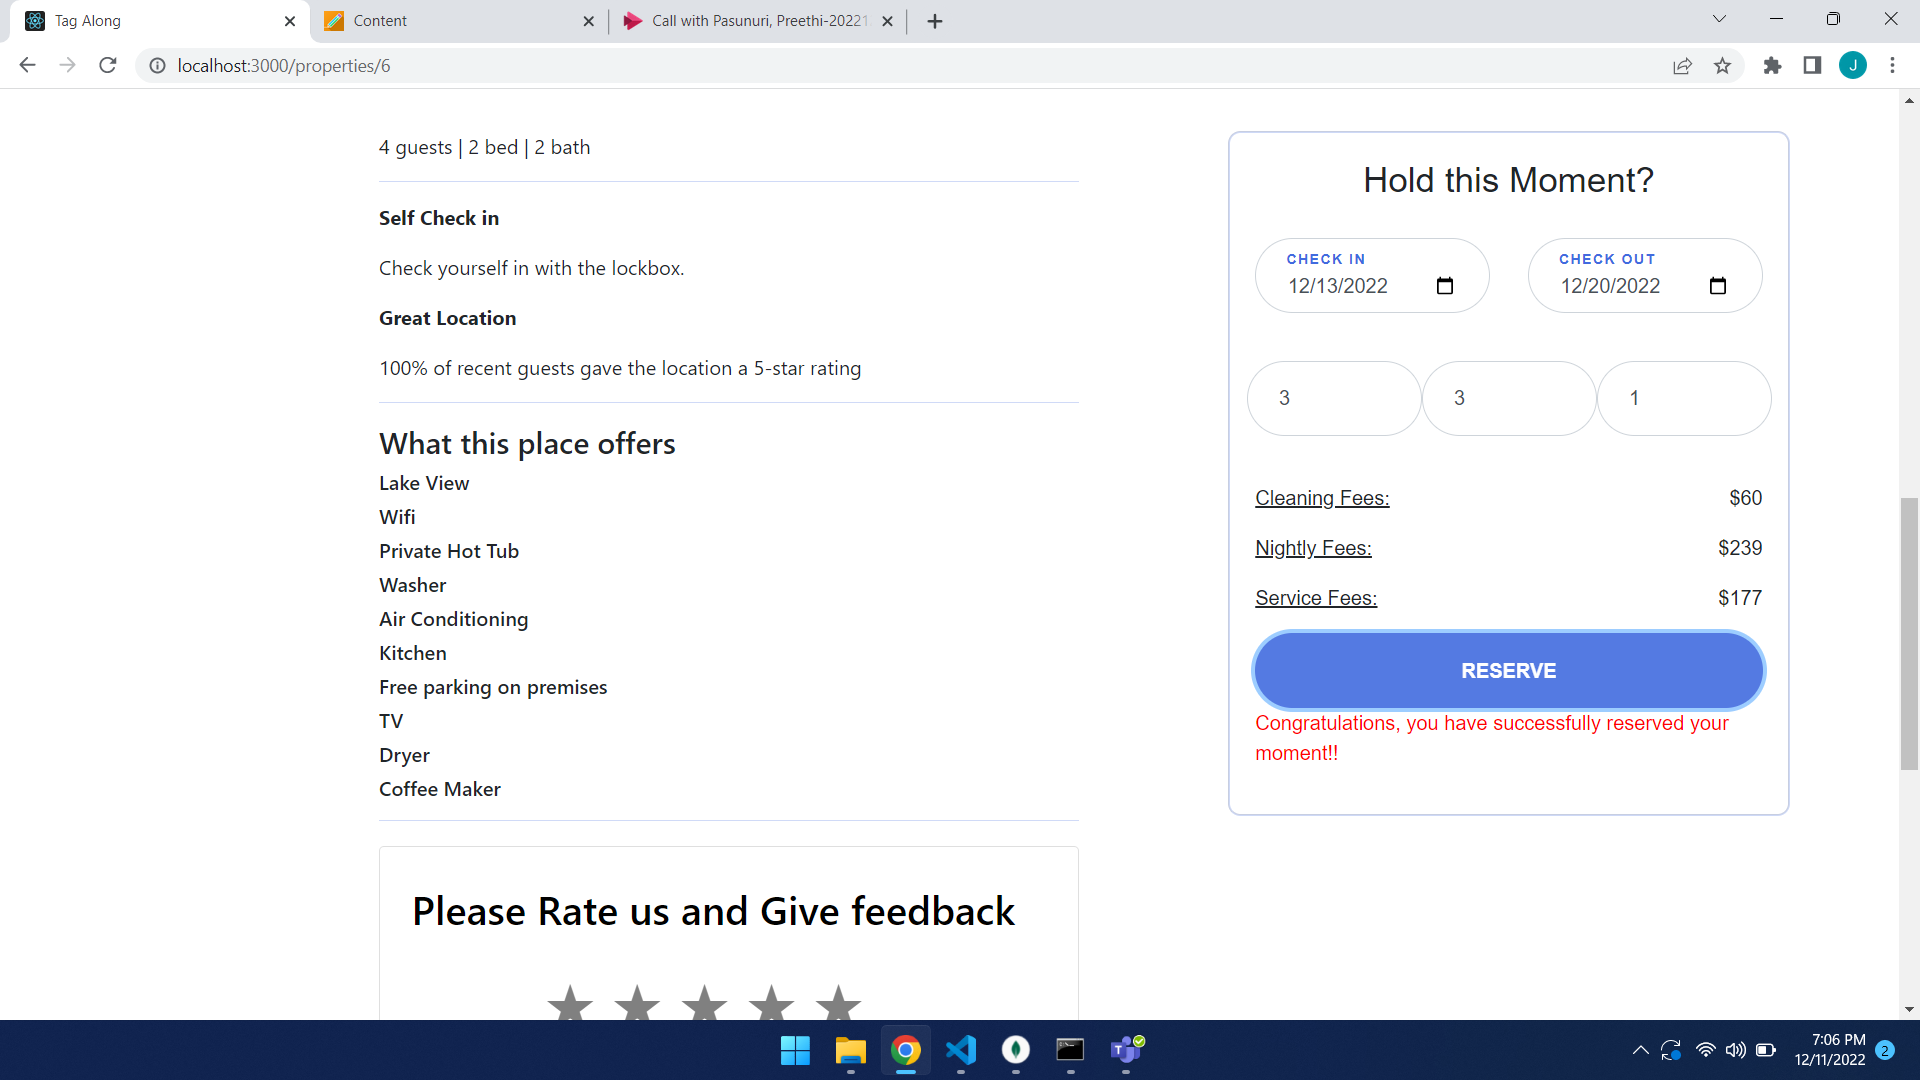 Tag Along
Content
Call with Pasunuri, Preethi-20221
localhost:3000/properties/6
J
4 guests | 2 bed | 2 bath
Self Check in
Check yourself in with the lockbox.
Great Location
100% of recent guests gave the location a 5-star rating
What this place offers
Lake View
Wifi
Private Hot Tub
Washer
Air Conditioning
Kitchen
Free parking on premises
TV
Dryer
Coffee Maker
Please Rate us and Give feedback
Hold this Moment?
CHECK IN
12/13/2022
CHECK OUT
12/20/2022
3
3
1
Cleaning Fees: $60
Nightly Fees: $239
Service Fees: $177
RESERVE
Congratulations, you have successfully reserved your
moment!!
7:06 PM
12/11/2022
2